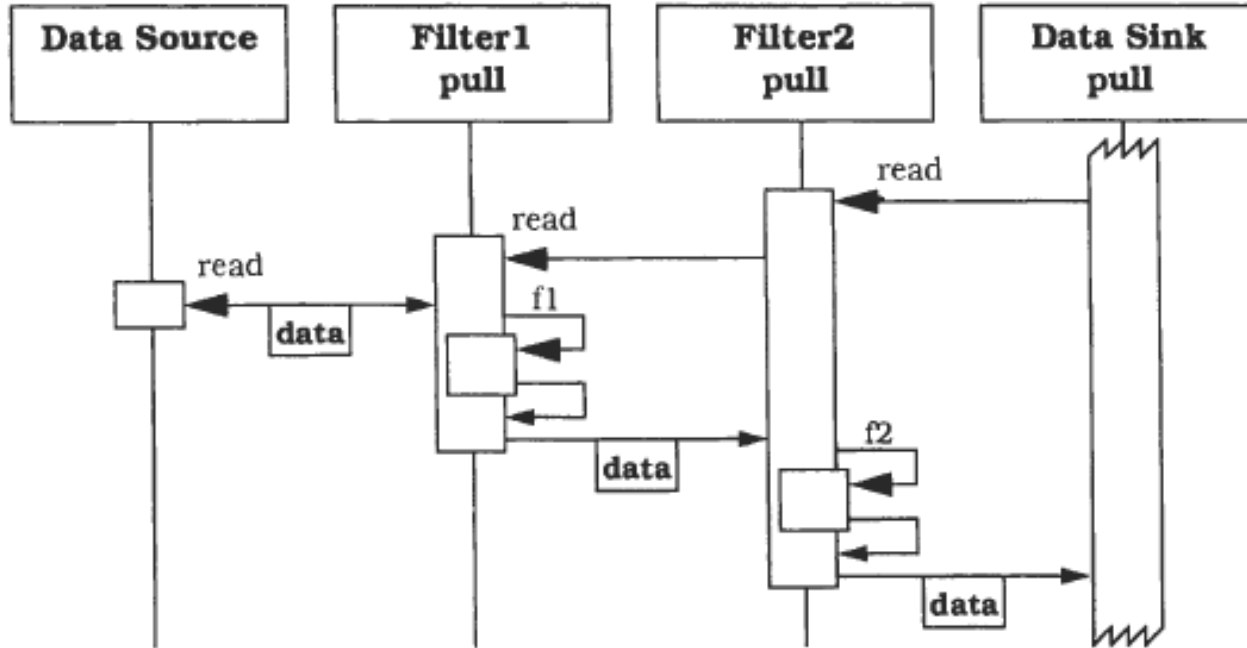 Data Source
Filter1
pull
Filter2
pull
Data Sink
pull
read
read
read
f1
data
f2
data
data